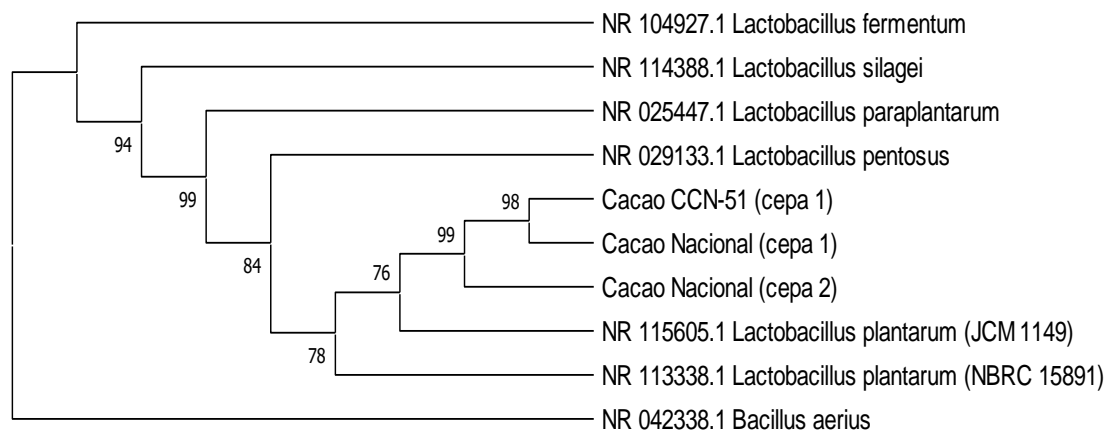 NR 104927.1 Lactobacillus fermentum
NR 114388.1 Lactobacillus silagei
NR 025447.1 Lactobacillus paraplantarum
NR 029133.1 Lactobacillus pentosus
Cacao CCN-51 (cepa 1)
Cacao Nacional (cepa 1)
Cacao Nacional (cepa 2)
NR 115605.1 Lactobacillus plantarum (JCM 1149)
NR 113338.1 Lactobacillus plantarum (NBRC 15891)
NR 042338.1 Bacillus aerius
94
99
84
78
76
99
98